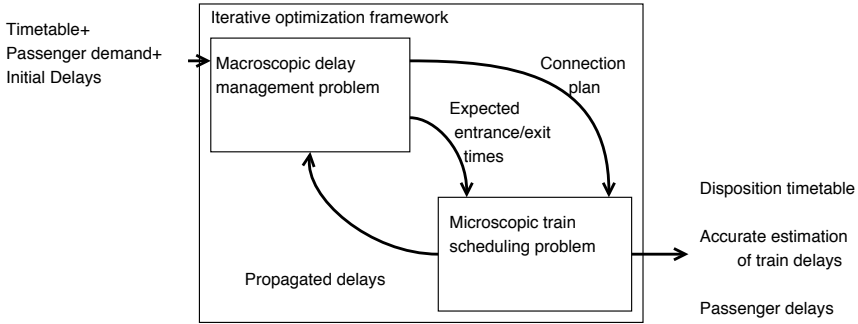 Iterative optimization framework
Timetable+
Passenger demand+
Initial Delays
Macroscopic delay
management problem
Connection
plan
Expected
entrance/exit
times
Microscopic train
scheduling problem
Propagated delays
Disposition timetable
Accurate estimation
of train delays
Passenger delays